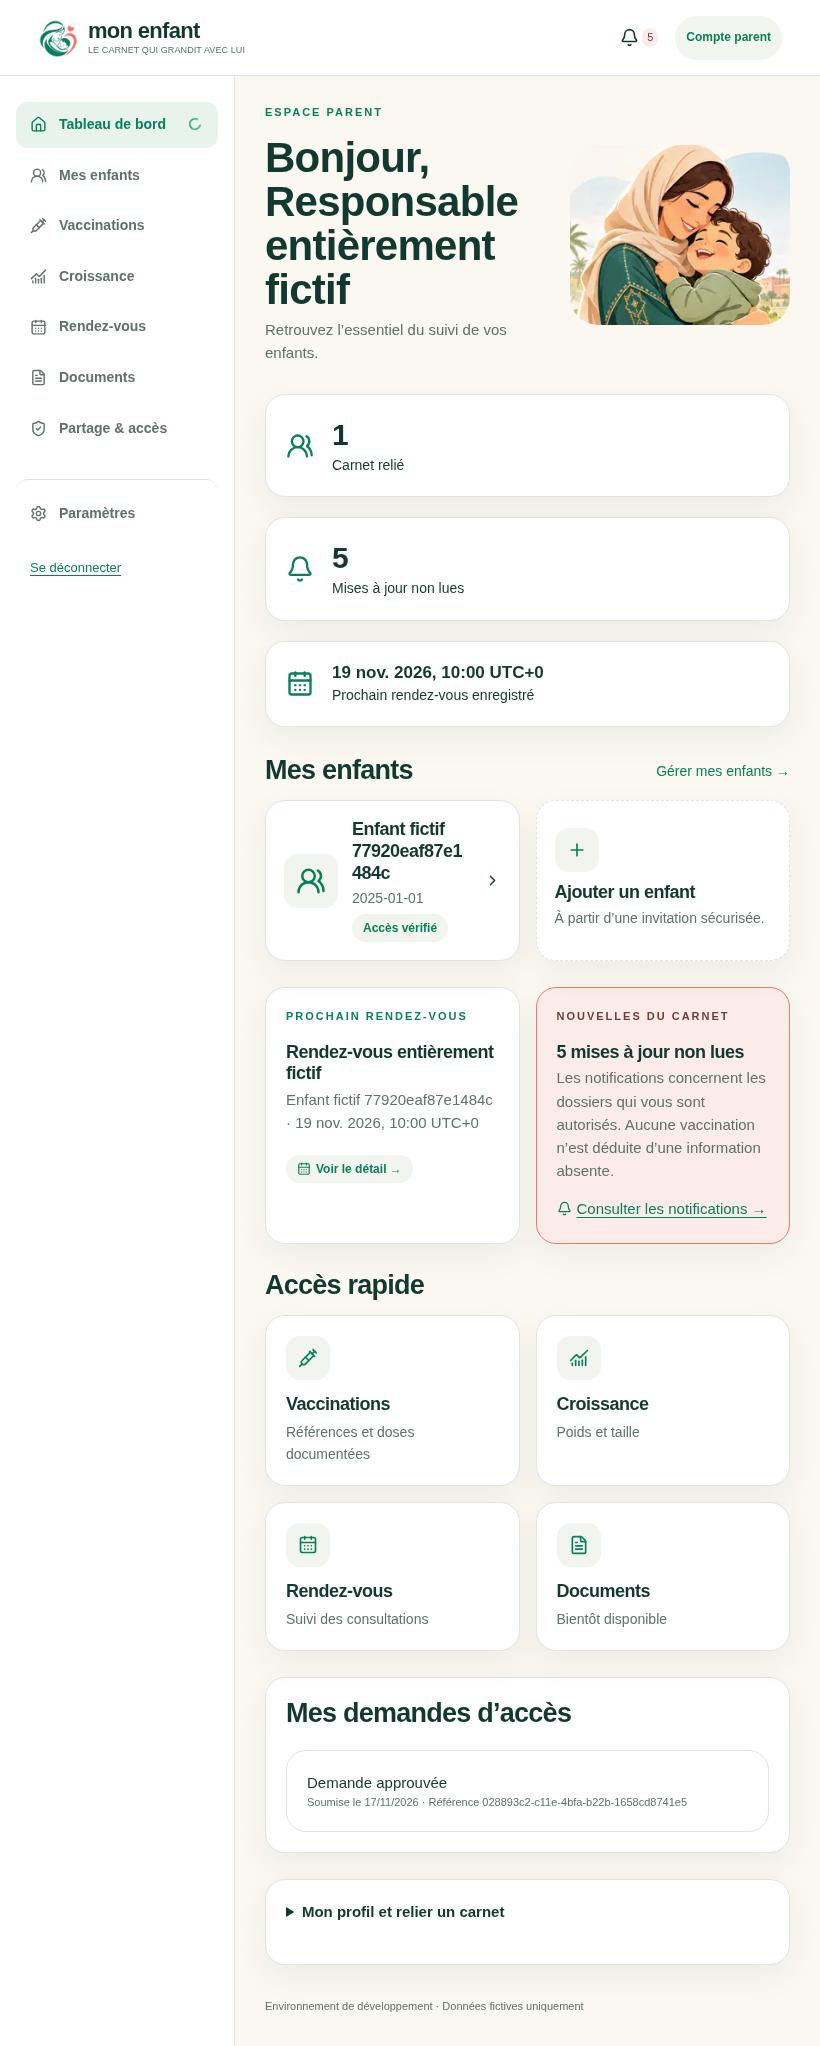 mon enfant
LE CARNET QUI GRANDIT AVEC LUI
5
Compte parent
Tableau de bord
Mes enfants
Vaccinations
Croissance
Rendez-vous
Documents
Partage & accès
Paramètres
Se déconnecter
ESPACE PARENT
Bonjour,
Responsable
entièrement
fictif
Retrouvez l’essentiel du suivi de vos
enfants.
1
Carnet relié
5
Mises à jour non lues
19 nov. 2026, 10:00 UTC+0
Prochain rendez-vous enregistré
Mes enfants
Gérer mes enfants →
Enfant fictif
77920eaf87e1
484c
2025-01-01
Accès vérifié
Ajouter un enfant
À partir d’une invitation sécurisée.
PROCHAIN RENDEZ-VOUS
Rendez-vous entièrement
fictif
Enfant fictif 77920eaf87e1484c
· 19 nov. 2026, 10:00 UTC+0
Voir le détail →
NOUVELLES DU CARNET
5 mises à jour non lues
Les notifications concernent les
dossiers qui vous sont
autorisés. Aucune vaccination
n’est déduite d’une information
absente.
Consulter les notifications →
Accès rapide
Vaccinations
Références et doses
documentées
Croissance
Poids et taille
Rendez-vous
Suivi des consultations
Documents
Bientôt disponible
Mes demandes d’accès
Demande approuvée
Soumise le 17/11/2026 · Référence 028893c2-c11e-4bfa-b22b-1658cd8741e5
Mon profil et relier un carnet
Environnement de développement · Données fictives uniquement